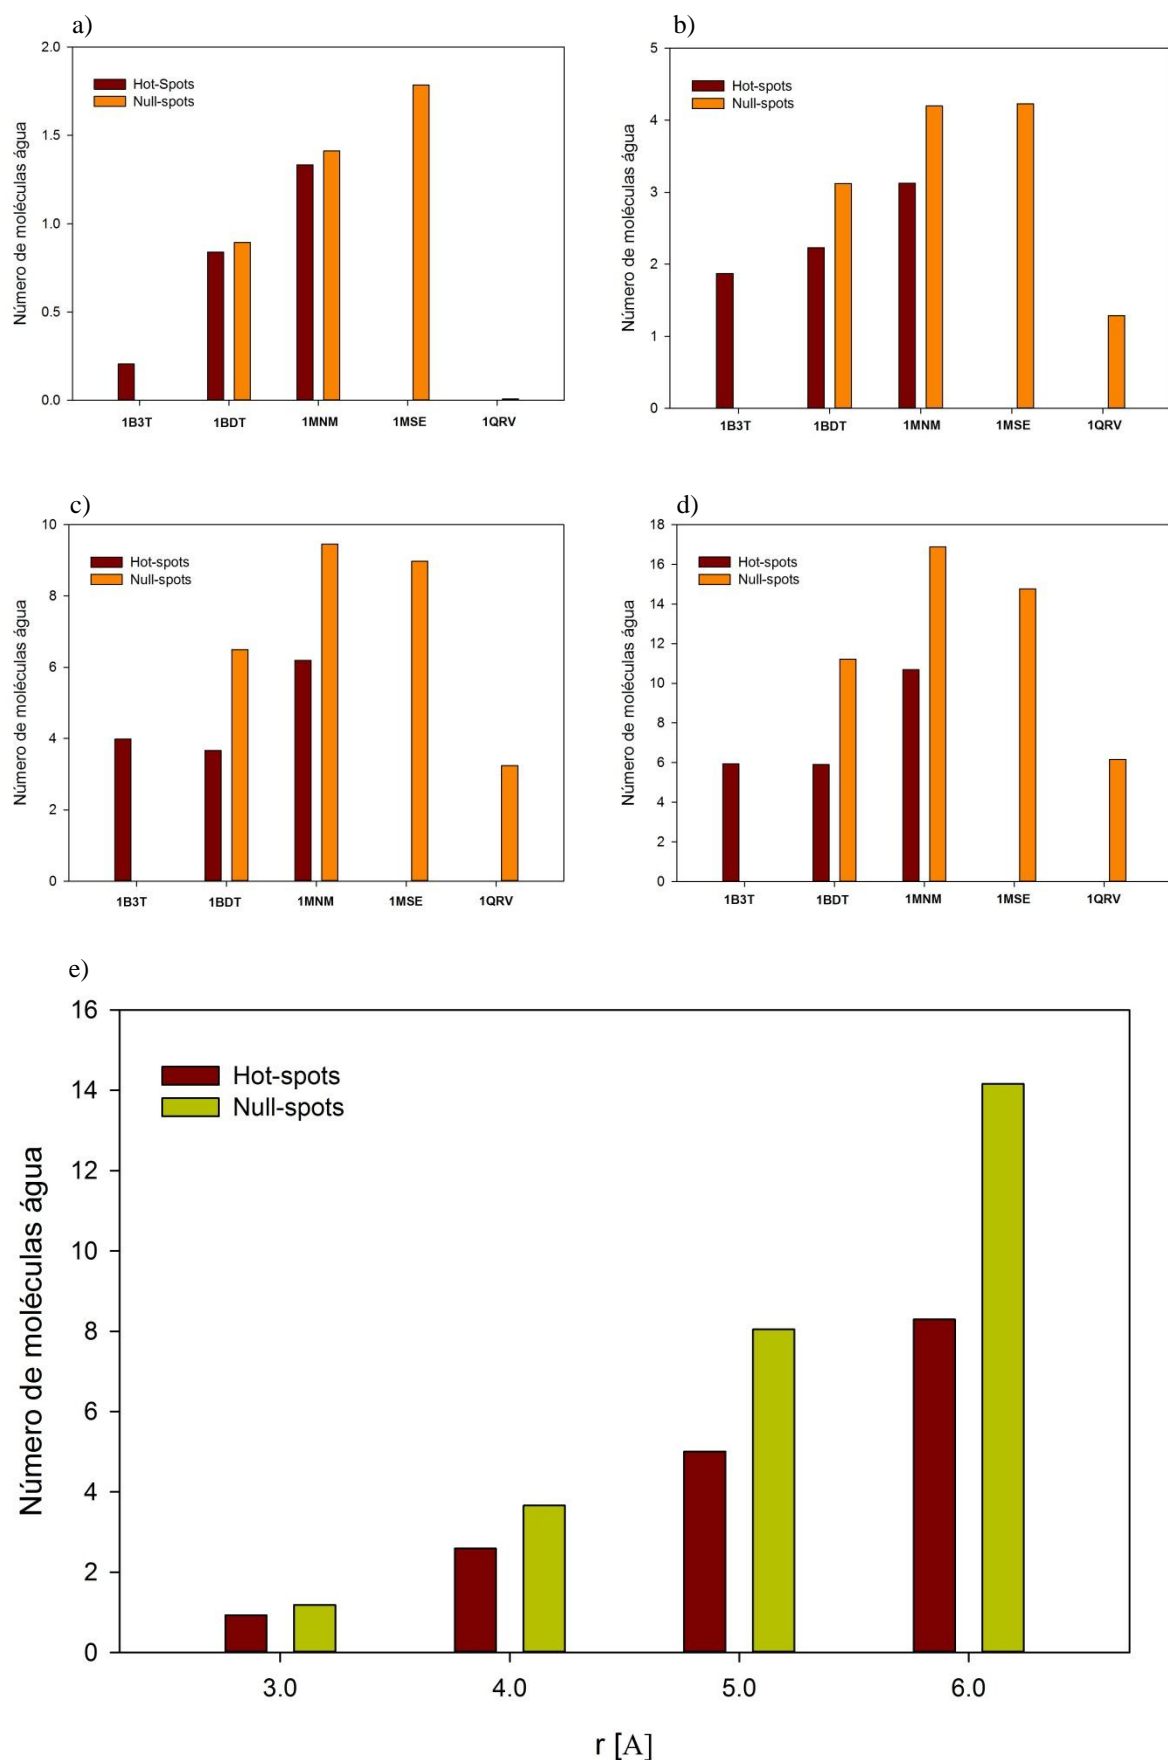 a)
2.0
1.5
1.0
0.5
0.0
Número de moléculas água
Hot-Spots
Null-spots
1B3T 1BDT 1MNM 1MSE 1QRV
b)
5
4
3
2
1
0
Número de moléculas água
Hot-spots
Null-spots
1B3T 1BDT 1MNM 1MSE 1QRV
c)
10
8
6
4
2
0
Número de moléculas água
Hot-spots
Null-spots
1B3T 1BDT 1MNM 1MSE 1QRV
d)
18
16
14
12
10
8
6
4
2
0
Número de moléculas água
Hot-spots
Null-spots
1B3T 1BDT 1MNM 1MSE 1QRV
e)
16
14
12
10
8
6
4
2
0
Número de moléculas água
Hot-spots
Null-spots
3.0 4.0 5.0 6.0
r [A]